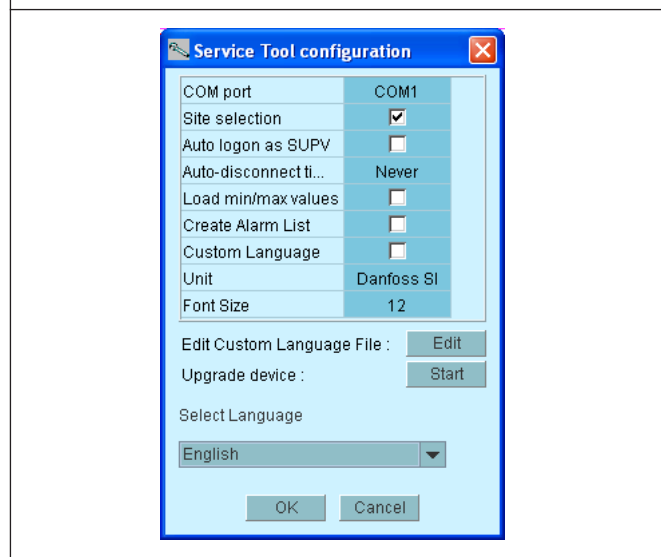 Service Tool configuration
COM port COM1
Site selection
Auto logon as SUPV
Auto-disconnect ti... Never
Load min/max values
Create Alarm List
Custom Language
Unit Danfoss SI
Font Size 12
Edit Custom Language File : Edit
Upgrade device : Start
Select Language
English
OK Cancel